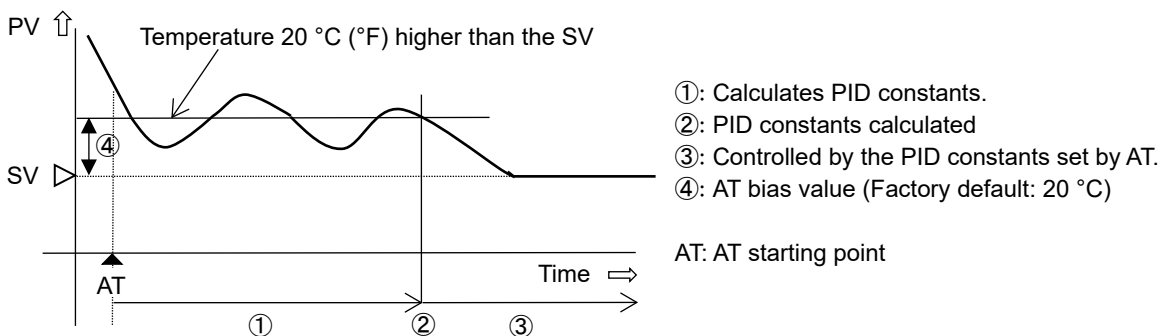 PV ⇧
Temperature 20 °C (°F) higher than the SV
④
SV
AT
Time ⇨
① ② ③
①: Calculates PID constants.
②: PID constants calculated
③: Controlled by the PID constants set by AT.
④: AT bias value (Factory default: 20 °C)
AT: AT starting point